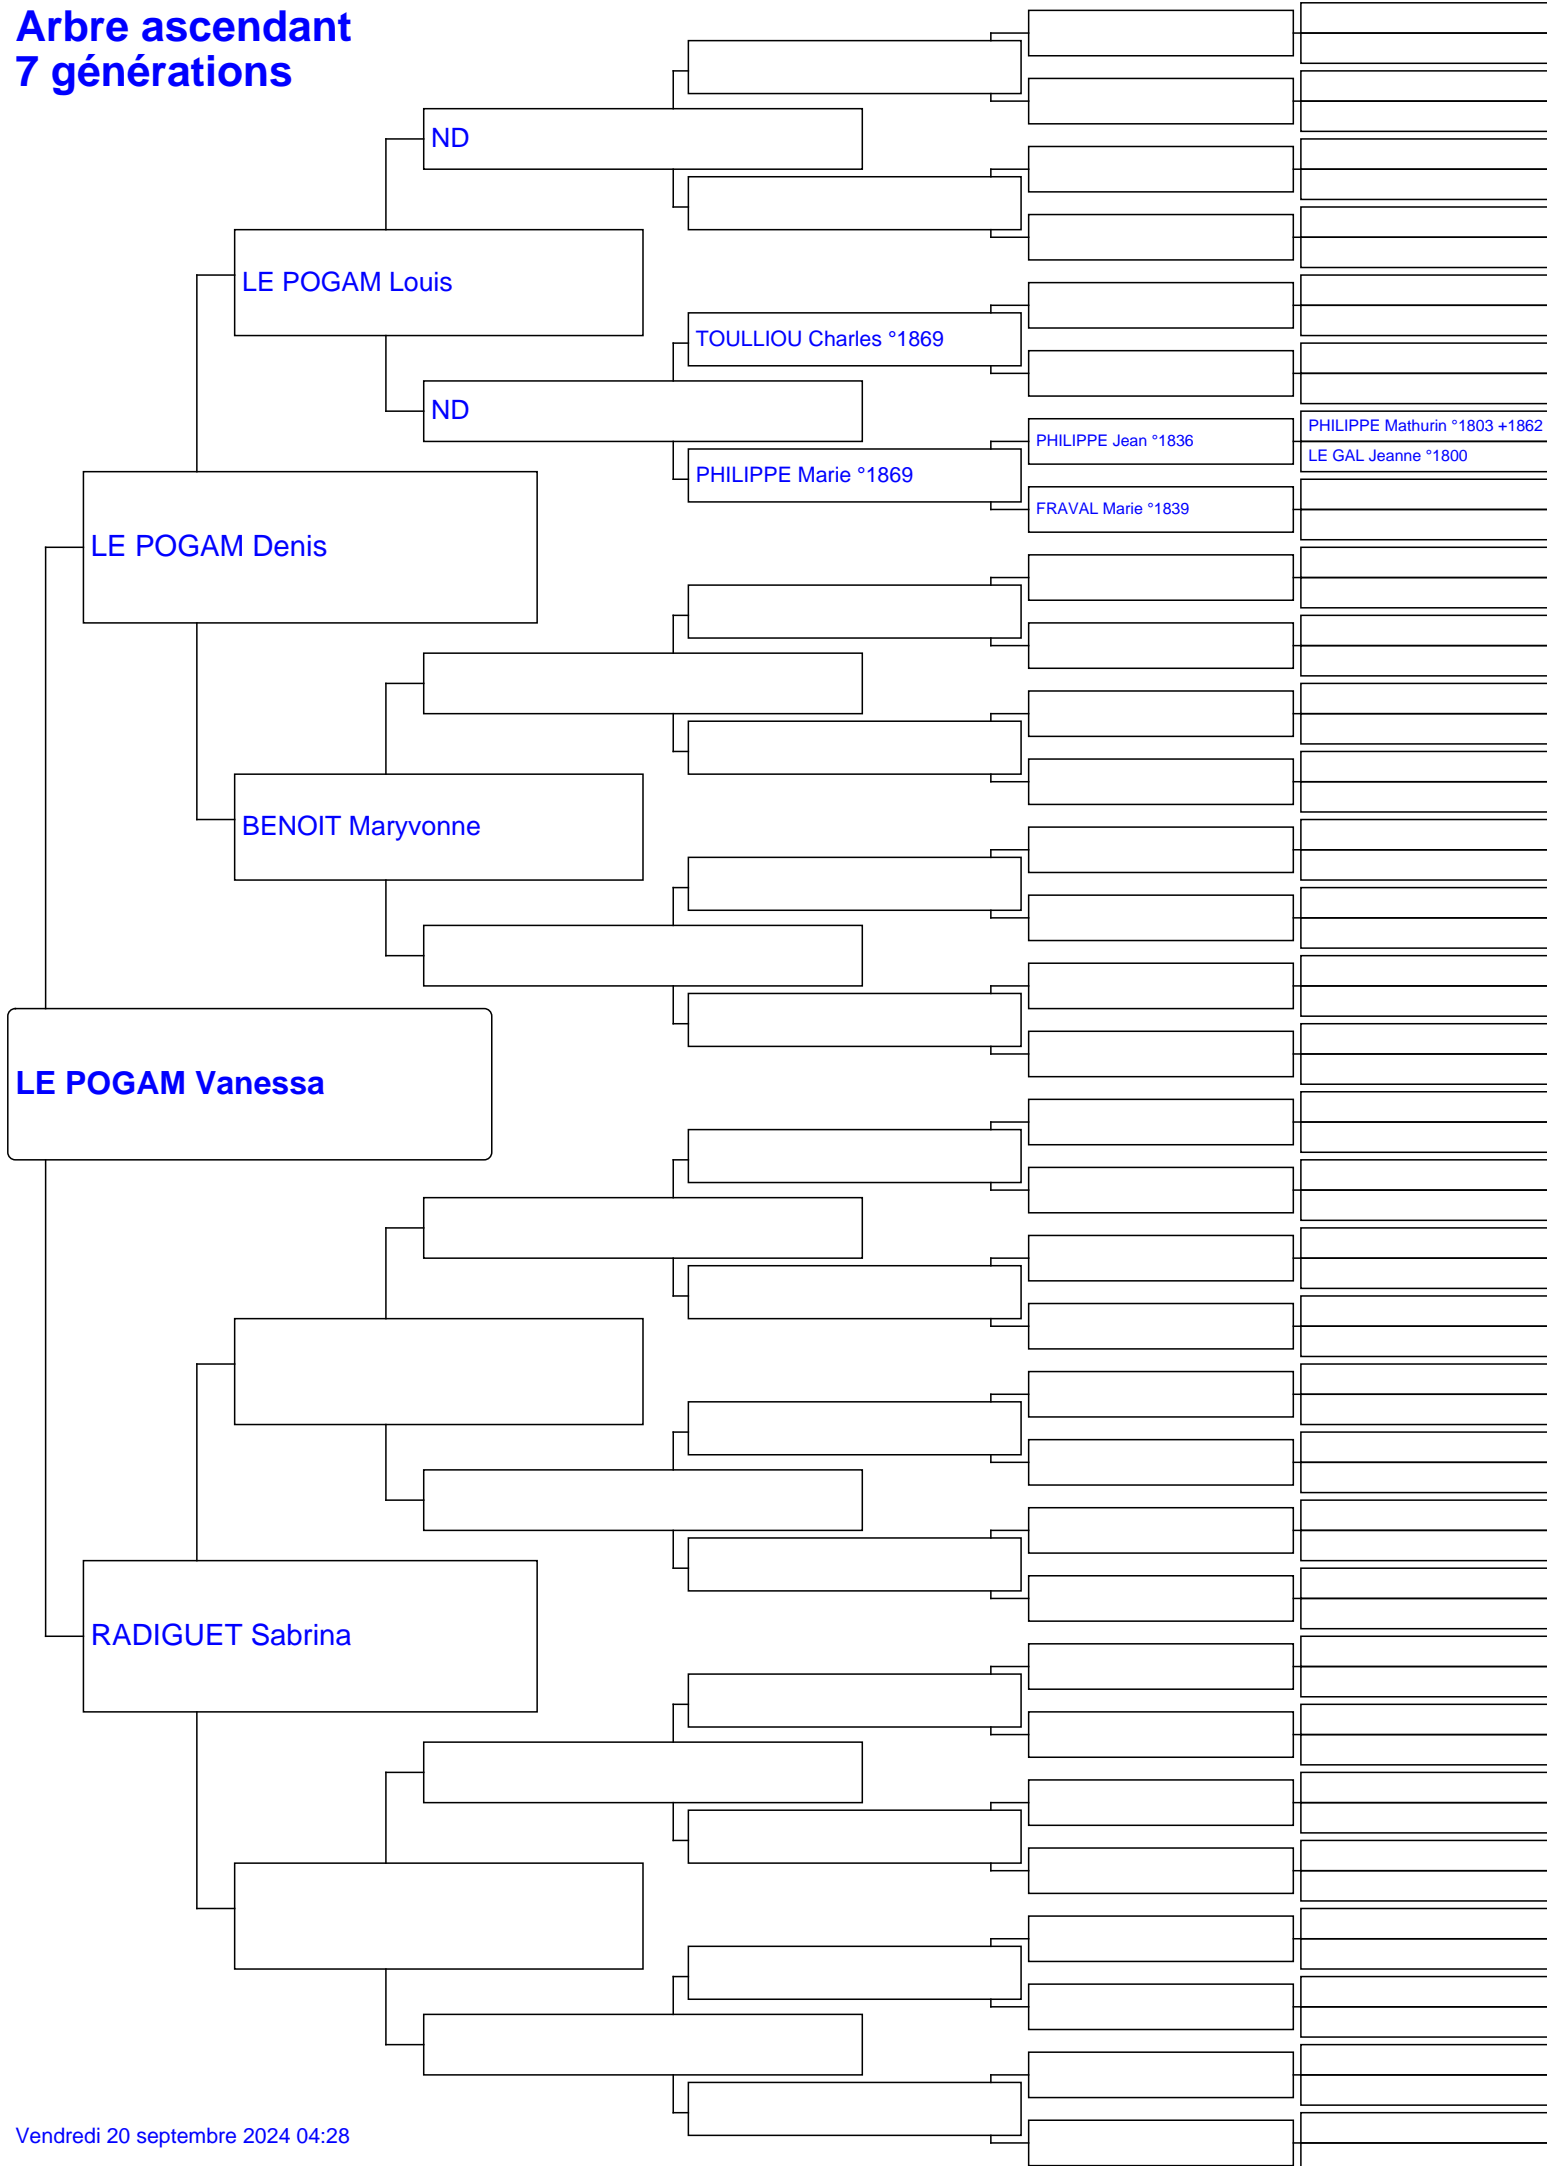 Arbre ascendant
7 générations
ND
LE POGAM Louis
TOULLIOU Charles °1869
ND
PHILIPPE Mathurin °1803 +1862
PHILIPPE Jean °1836
LE GAL Jeanne °1800
PHILIPPE Marie °1869
FRAVAL Marie °1839
LE POGAM Denis
BENOIT Maryvonne
LE POGAM Vanessa
RADIGUET Sabrina
Vendredi 20 septembre 2024 04:28